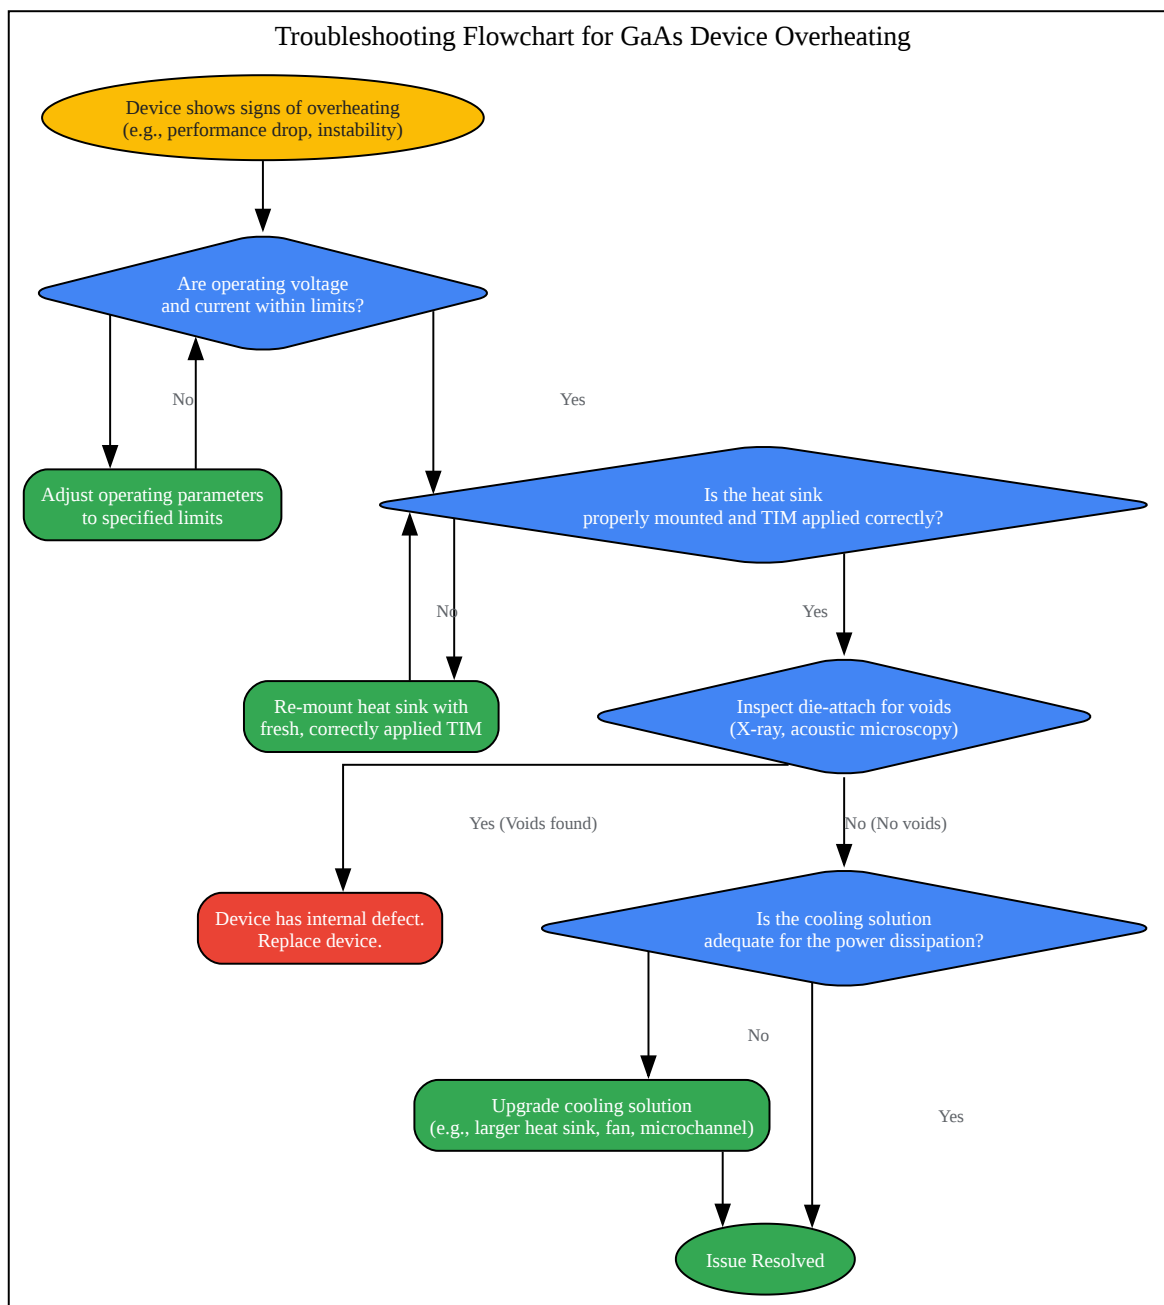 Troubleshooting Flowchart for GaAs Device Overheating
Device shows signs of overheating
(e.g., performance drop, instability)
Are operating voltage
and current within limits?
No
Yes
Adjust operating parameters
to specified limits
Is the heat sink
properly mounted and TIM applied correctly?
No
Yes
Re-mount heat sink with
fresh, correctly applied TIM
Inspect die-attach for voids
(X-ray, acoustic microscopy)
Yes (Voids found)
No (No voids)
Device has internal defect.
Replace device.
Is the cooling solution
adequate for the power dissipation?
No
Upgrade cooling solution
(e.g., larger heat sink, fan, microchannel)
Yes
Issue Resolved